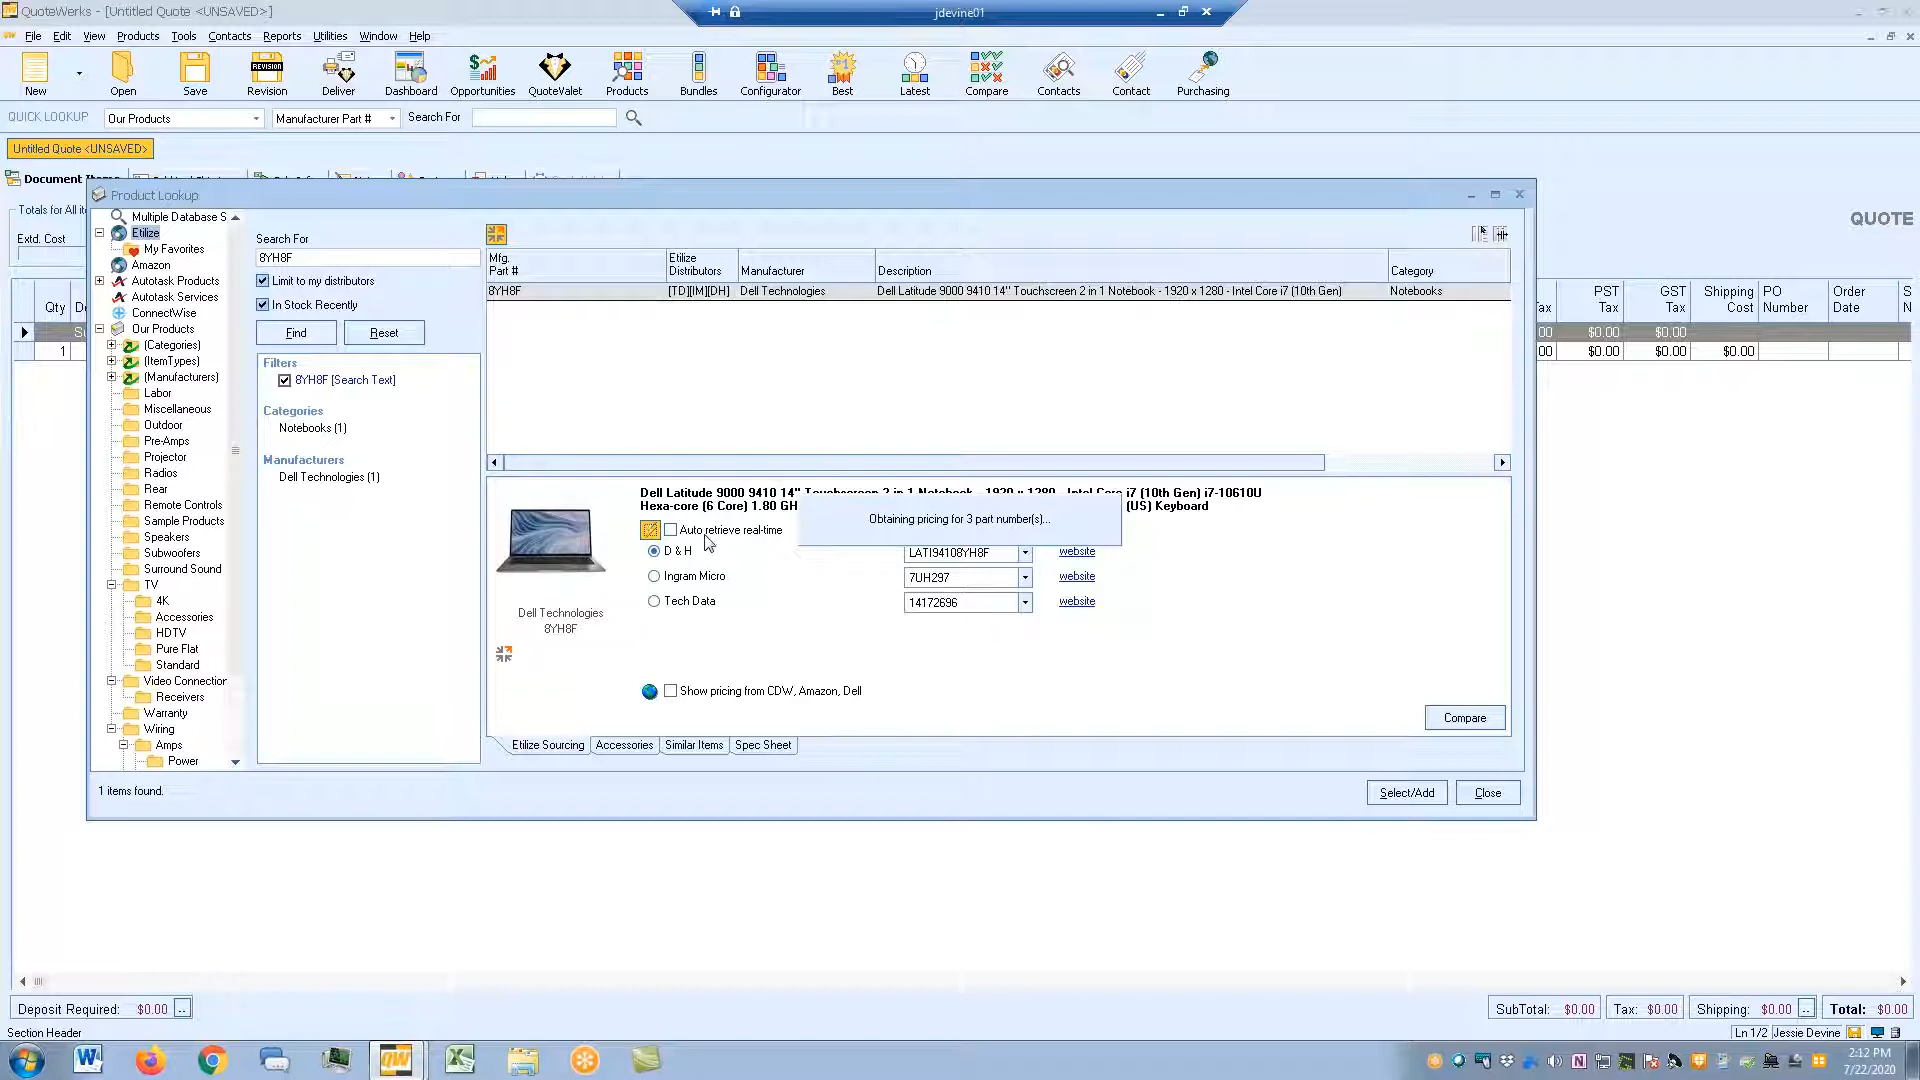 QuoteWerks - [Untitled Quote <UNSAVED>]
jdevine01
File Edit View Products Tools Contacts Reports Utilities Window Help
New Open Save Revision Deliver Dashboard Opportunities QuoteValet Products Bundles Configurator Best Latest Compare Contacts Contact Purchasing
QUICK LOOKUP Our Products Manufacturer Part # Search For
Untitled Quote <UNSAVED>
Document
Totals for All
Extd. Cost
QUOTE
Qty
PST Tax
GST Tax
Shipping Cost
PO Number
Order Date
$0.00 $0.00
1 $0.00 $0.00 $0.00
Product Lookup
Multiple Database S
Etilize
My Favorites
Amazon
Autotask Products
Autotask Services
ConnectWise
Our Products
(Categories)
(ItemTypes)
(Manufacturers)
Labor
Miscellaneous
Outdoor
Pre-Amps
Projector
Radios
Rear
Remote Controls
Sample Products
Speakers
Subwoofers
Surround Sound
TV
4K
Accessories
HDTV
Pure Flat
Standard
Video Connection
Receivers
Warranty
Wiring
Amps
Power
Search For
8YH8F
Limit to my distributors
In Stock Recently
Find Reset
Filters
8YH8F [Search Text]
Categories
Notebooks (1)
Manufacturers
Dell Technologies (1)
Mfg. Part #
Etilize Distributors
Manufacturer
Description
Category
8YH8F [TD][IM][DH] Dell Technologies Dell Latitude 9000 9410 14" Touchscreen 2 in 1 Notebook - 1920 x 1280 - Intel Core i7 (10th Gen) Notebooks
Dell Latitude 9000 9410 14" Touchscreen 2 in 1 Notebook - 1920 x 1280 - Intel Core i7 (10th Gen) i7-10610U
Hexa-core (6 Core) 1.80 GH (US) Keyboard
Obtaining pricing for 3 part number(s)...
Auto retrieve real-time
D & H LATI94108YH8F website
Ingram Micro 7UH297 website
Tech Data 14172696 website
Dell Technologies
8YH8F
Show pricing from CDW, Amazon, Dell
Compare
Etilize Sourcing Accessories Similar Items Spec Sheet
1 items found.
Select/Add Close
Deposit Required: $0.00 ..
SubTotal: $0.00 Tax: $0.00 Shipping: $0.00 .. Total: $0.00
Section Header
Ln 1/2 Jessie Devine
2:12 PM
7/22/2020